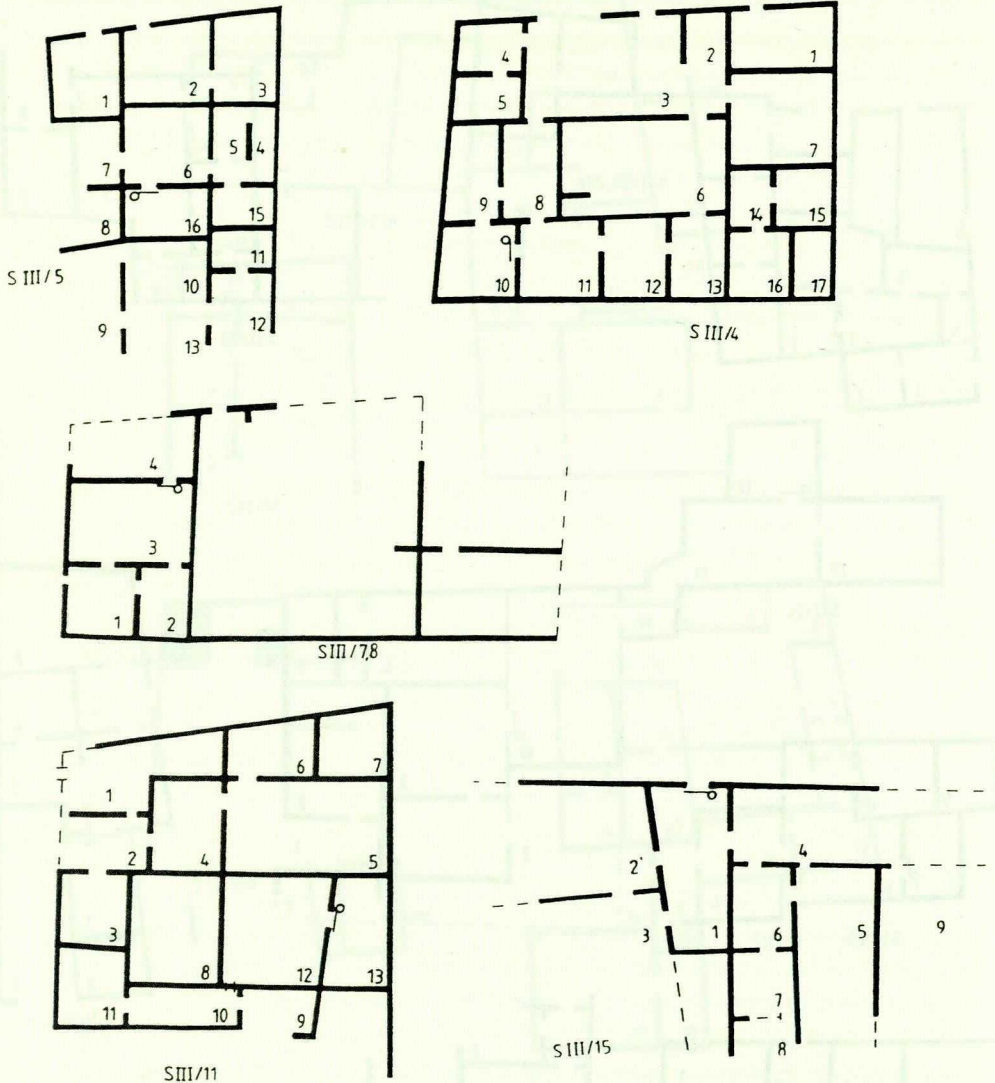 1 2 3
5 4
7 6
8 16 15
11
10
9 13 12
S III/5
4 2 1
5 3
7
9 8 6 14 15
10 11 12 13 16 17
S III/4
4
3
1 2
S III/7,8
1 6 7
2 4 5
3
8 12 13
11 10 9
S III/11
2' 4
3 1 6 5 9
7
8
S III/15